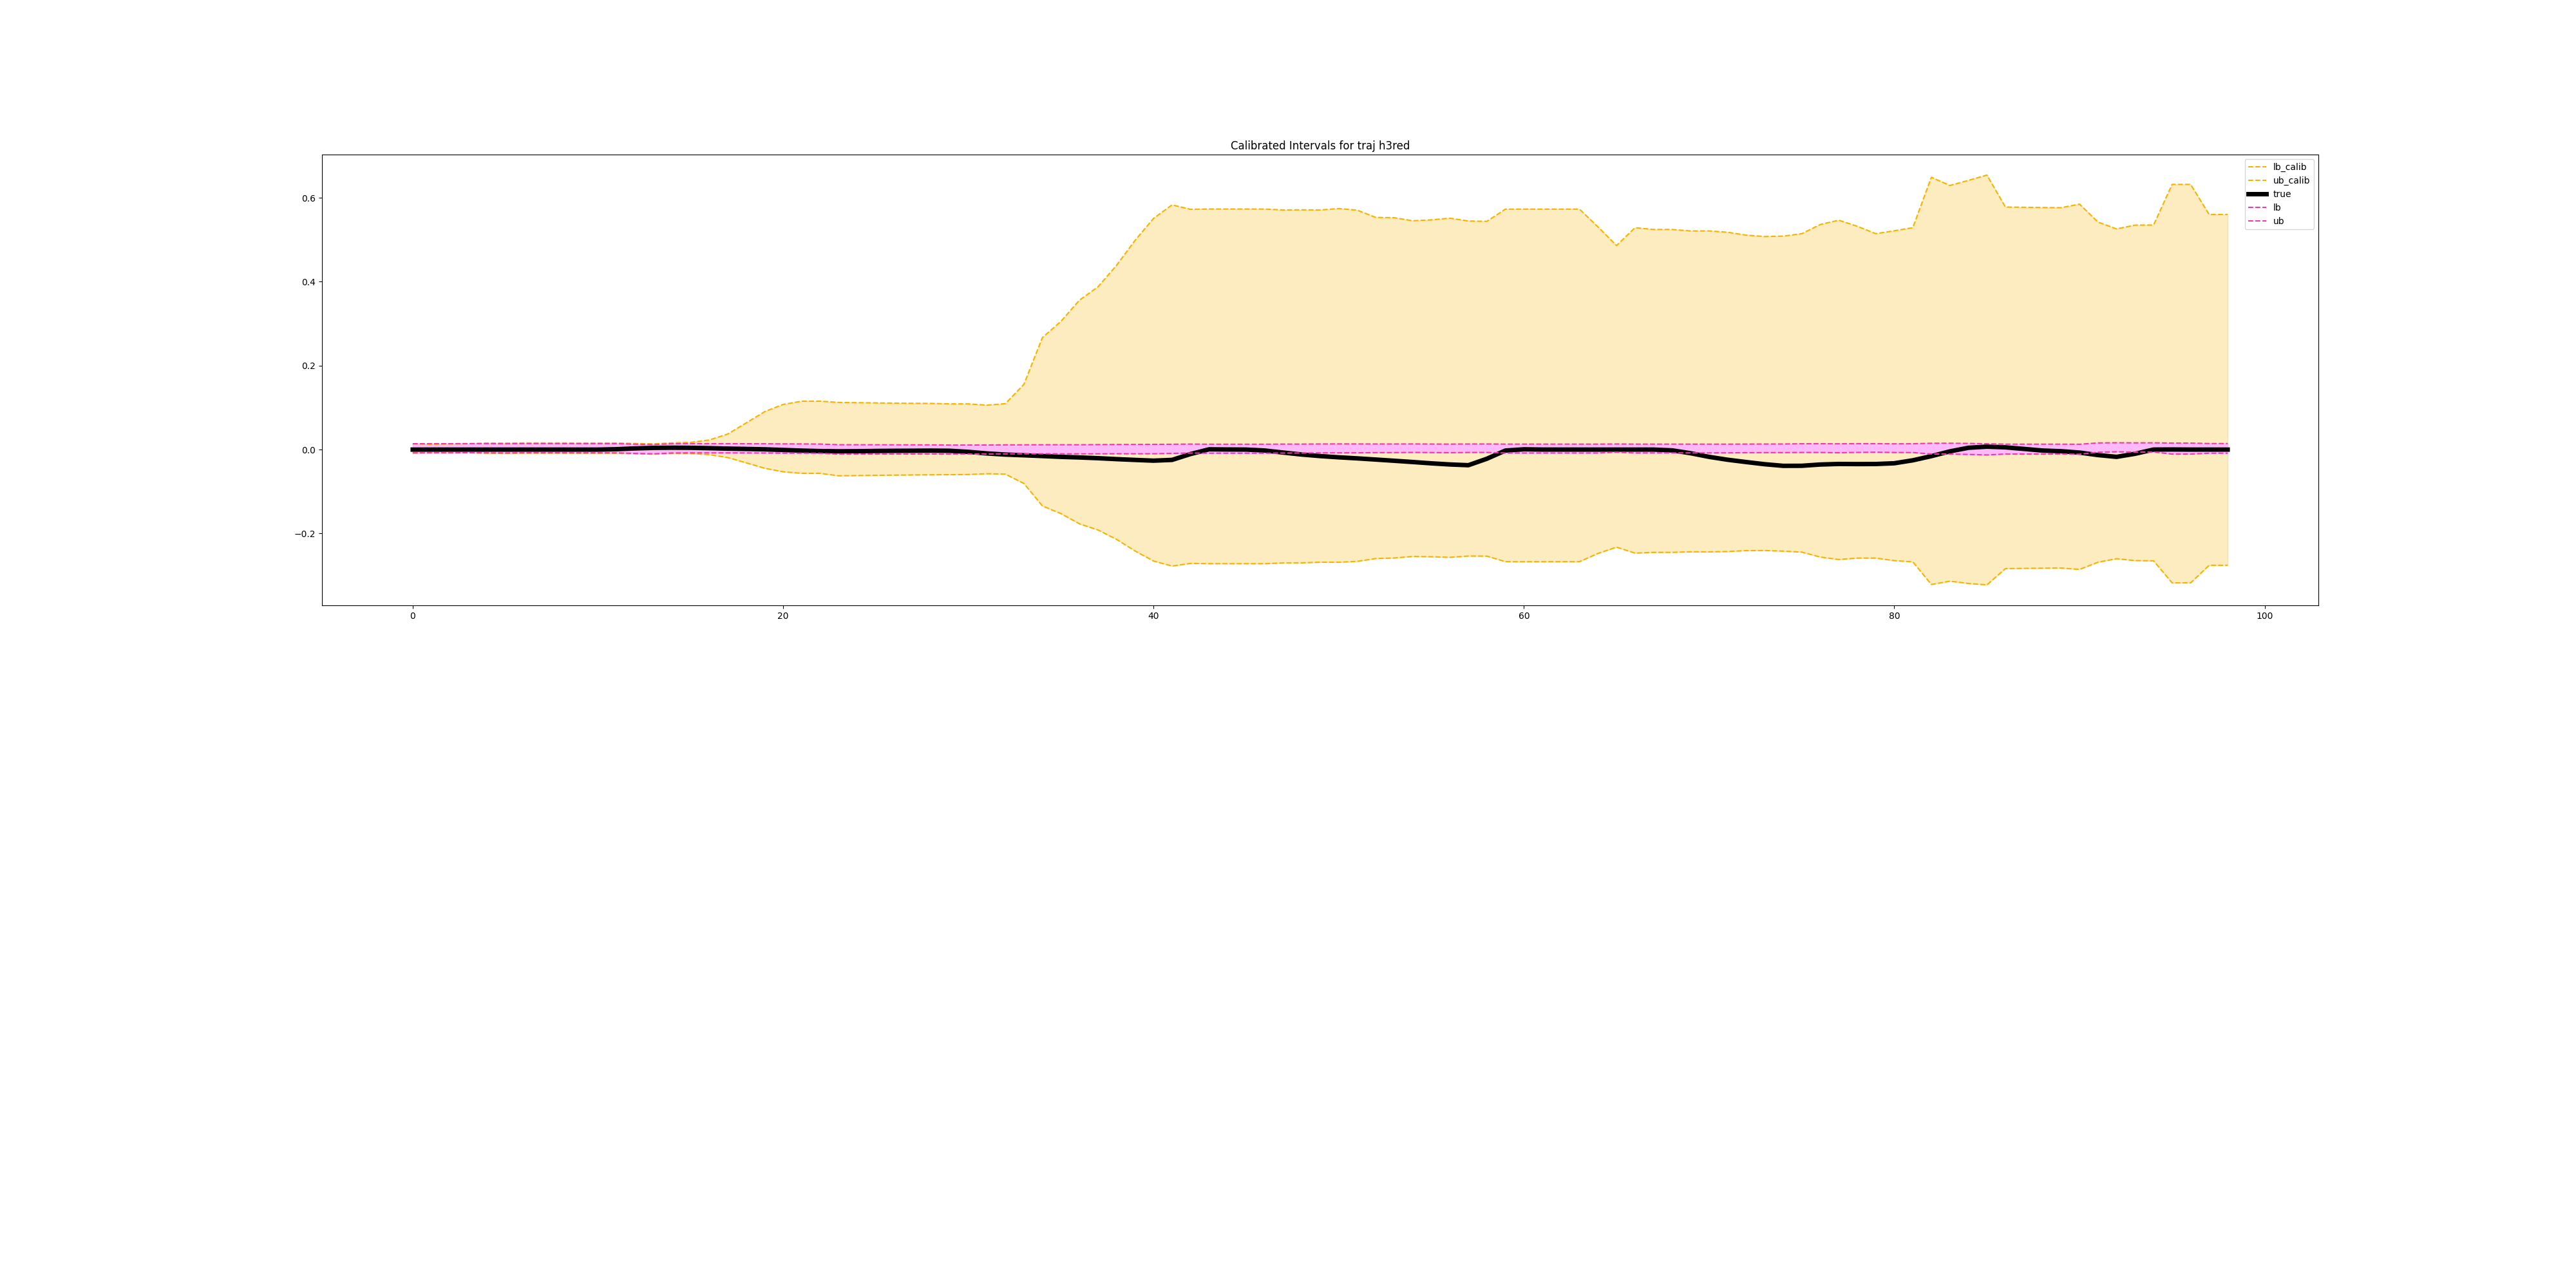 Calibrated Intervals for traj h3red
lb_calib
ub_calib
true
lb
ub
0.6
0.4
0.2
0.0
−0.2
0 20 40 60 80 100